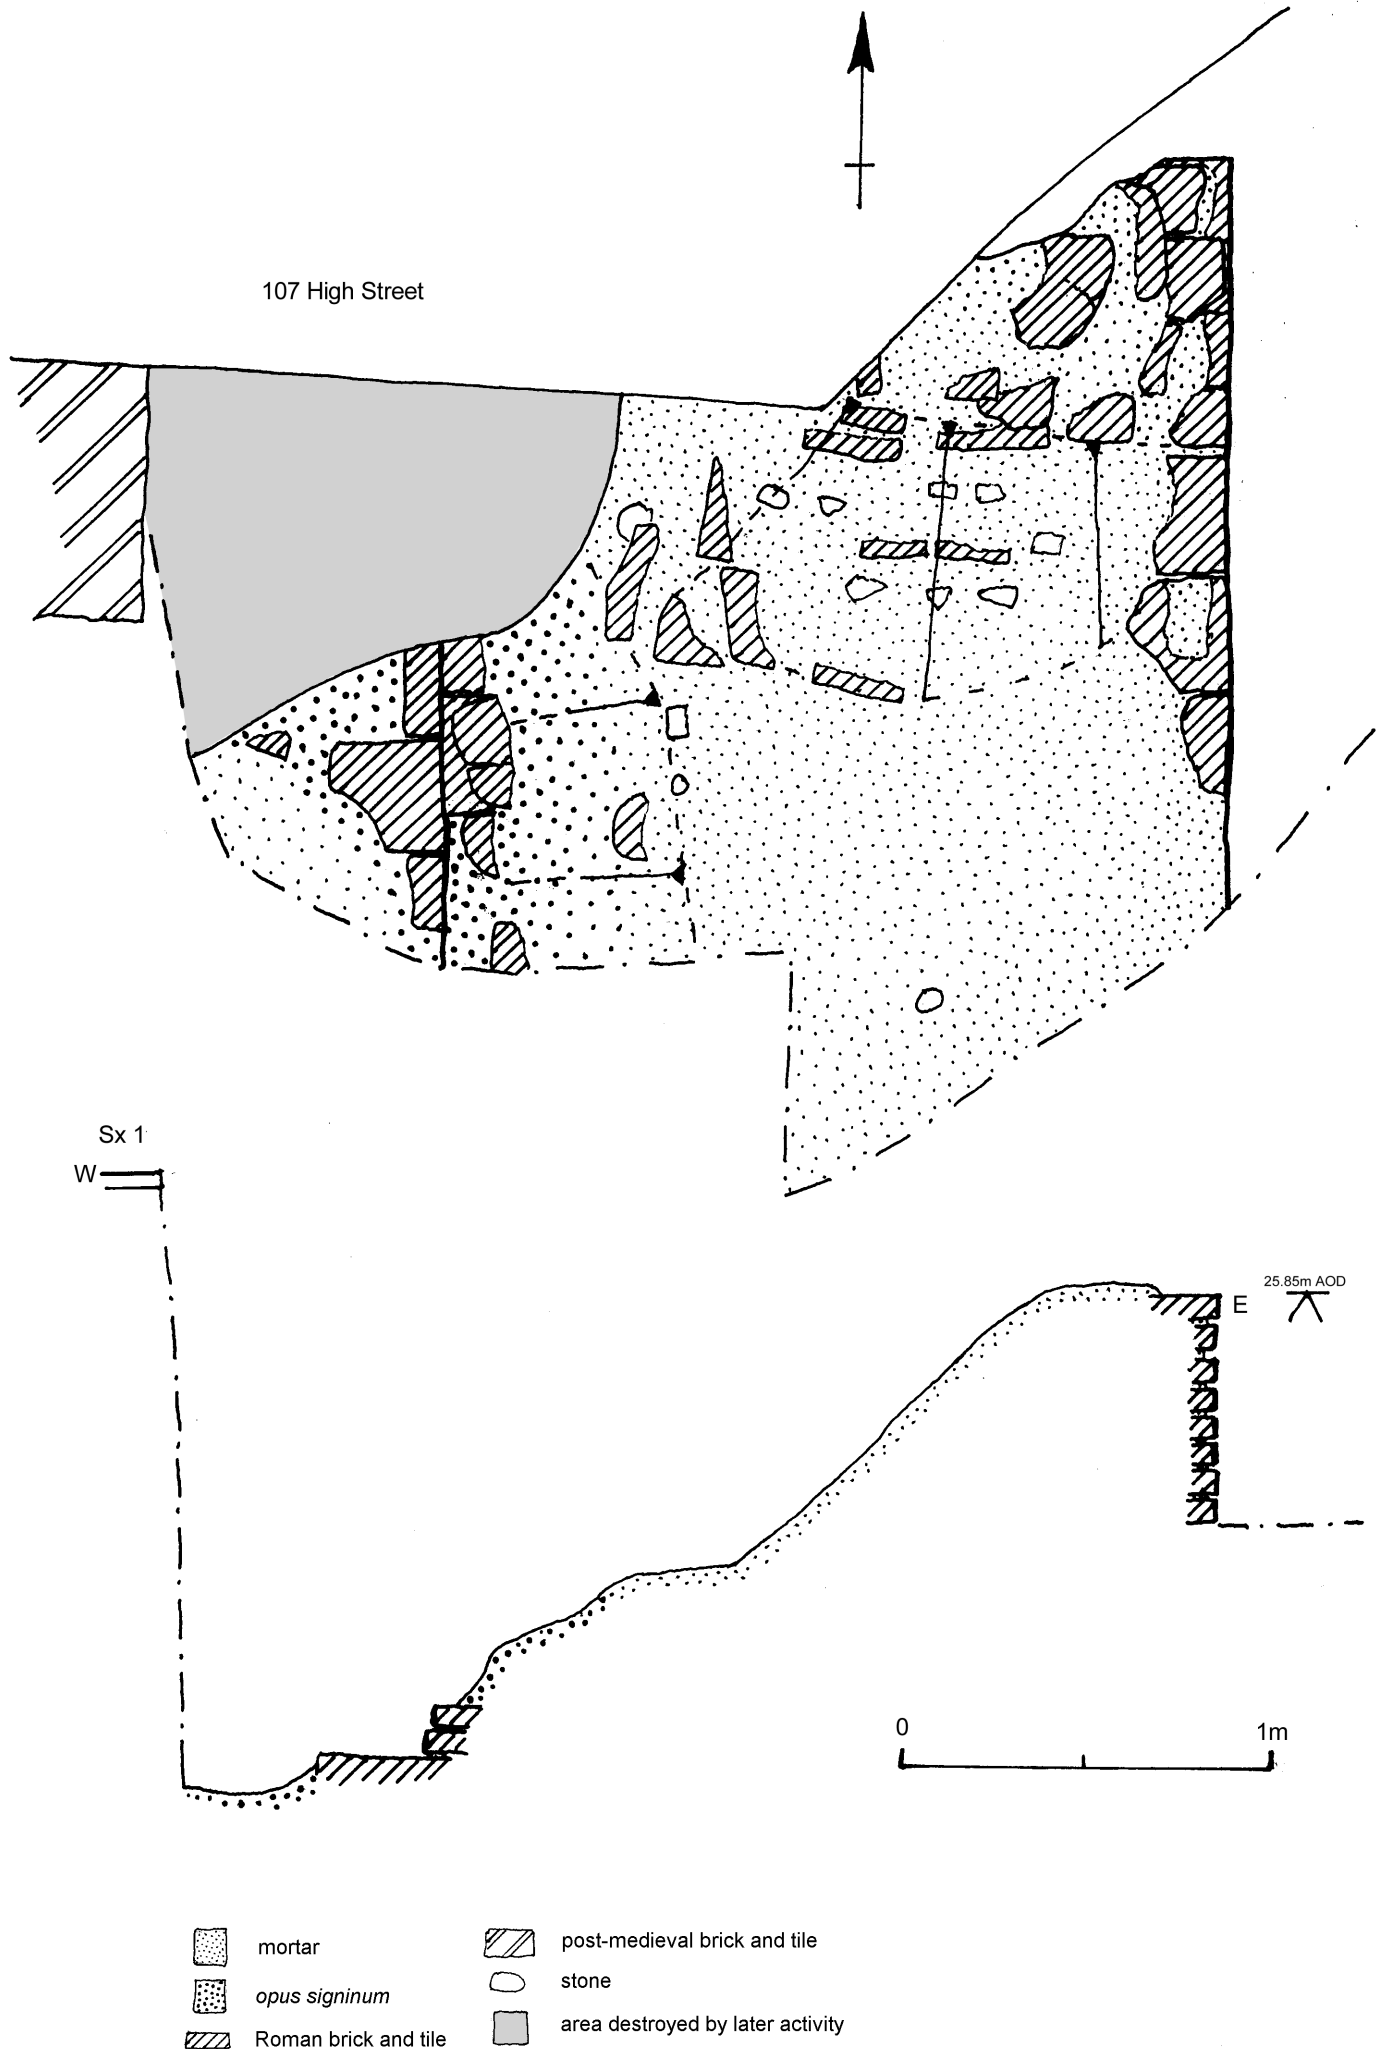 107 High Street
Sx 1
W
E
25.85m AOD
0
1m
mortar
opus signinum
Roman brick and tile
post-medieval brick and tile
stone
area destroyed by later activity